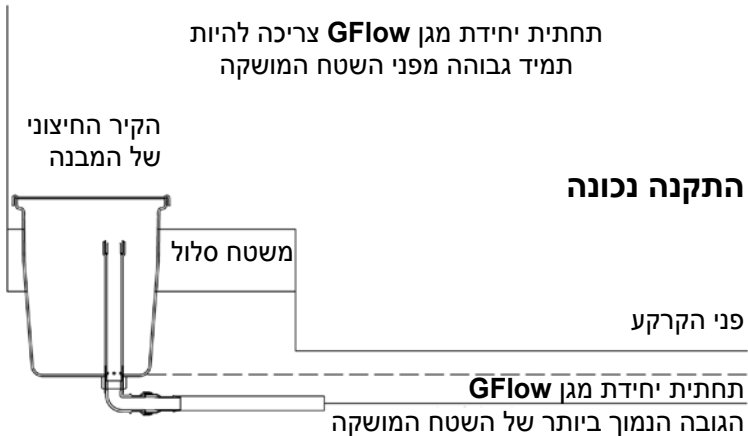 תחתית יחידת מגן GFlow צריכה להיות
תמיד גבוהה מפני השטח המושקה
הקיר החיצוני
של המבנה
התקנה נכונה
משטח סלול
פני הקרקע
תחתית יחידת מגן GFlow
הגובה הנמוך ביותר של השטח המושקה